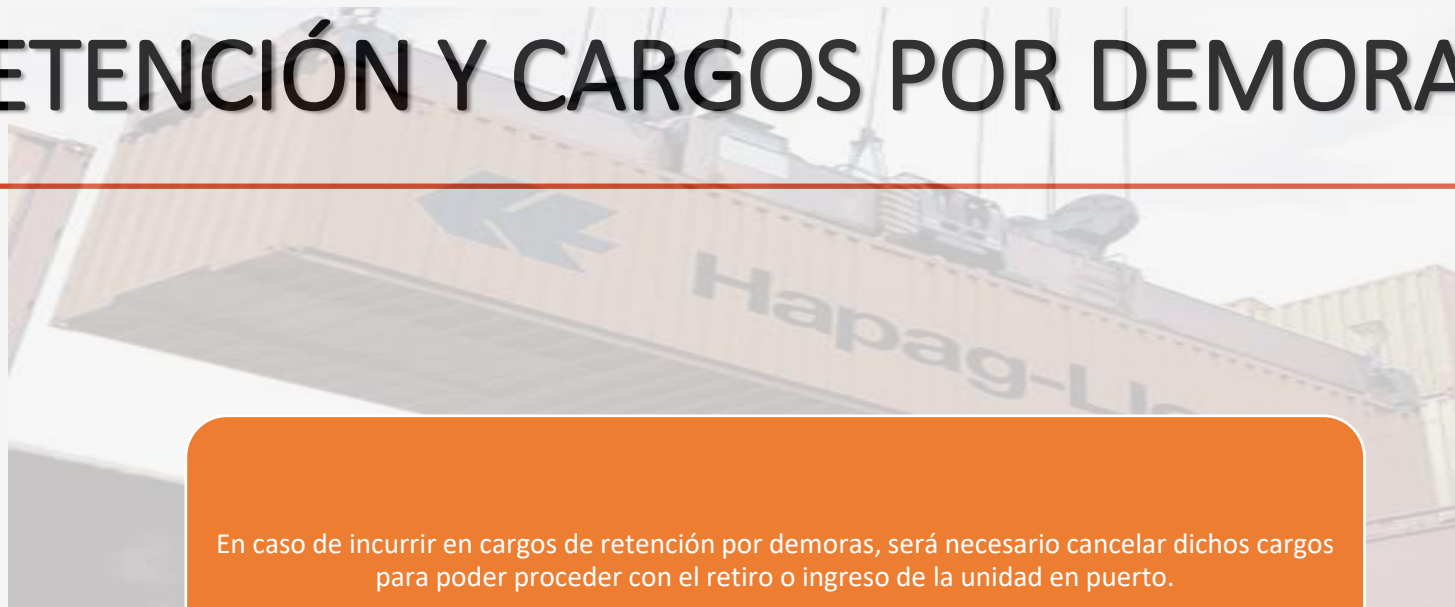 ETENCIÓN Y CARGOS POR DEMORA
Hapag-Ll
En caso de incurrir en cargos de retención por demoras, será necesario cancelar dichos cargos
para poder proceder con el retiro o ingreso de la unidad en puerto.